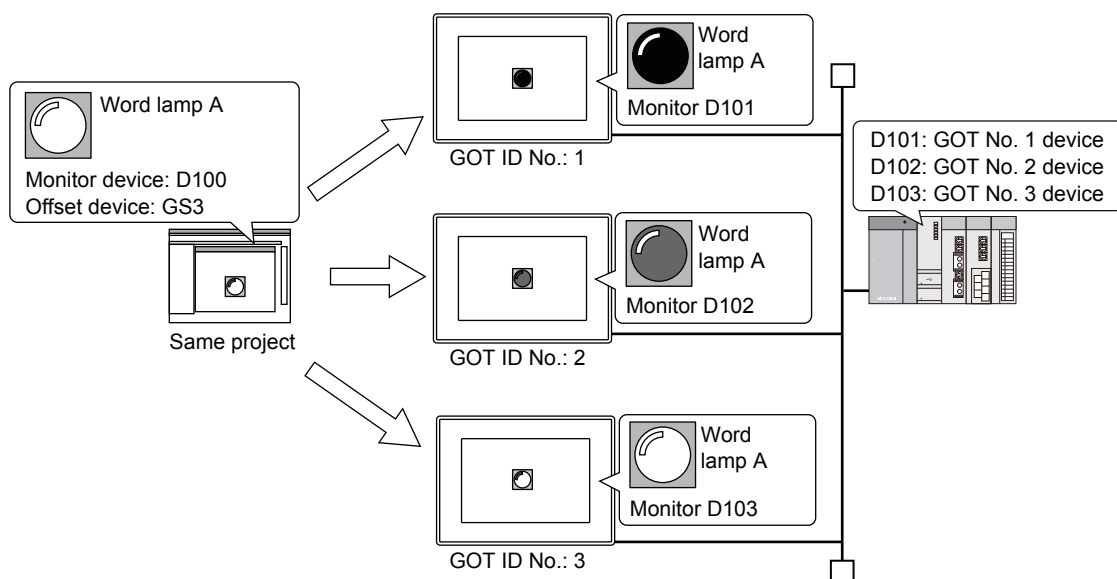 Word lamp A
Monitor device: D100
Offset device: GS3
Same project
Word
lamp A
Monitor D101
GOT ID No.: 1
Word
lamp A
Monitor D102
GOT ID No.: 2
Word
lamp A
Monitor D103
GOT ID No.: 3
D101: GOT No. 1 device
D102: GOT No. 2 device
D103: GOT No. 3 device